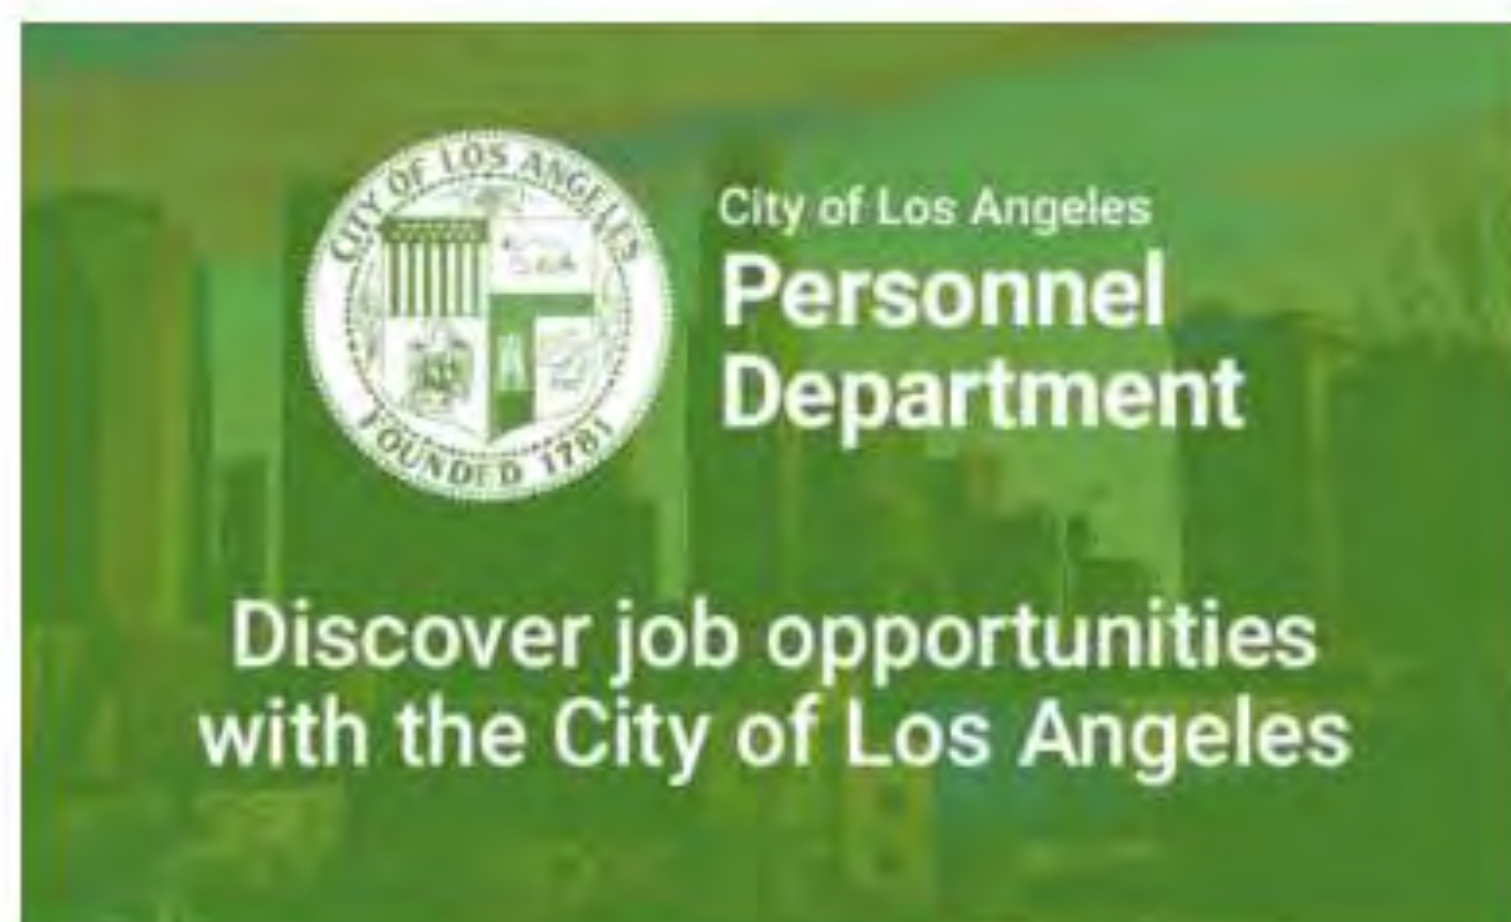 CITY OF LOS ANGELES
FOUNDED 1781
City of Los Angeles
Personnel
Department
Discover job opportunities
with the City of Los Angeles